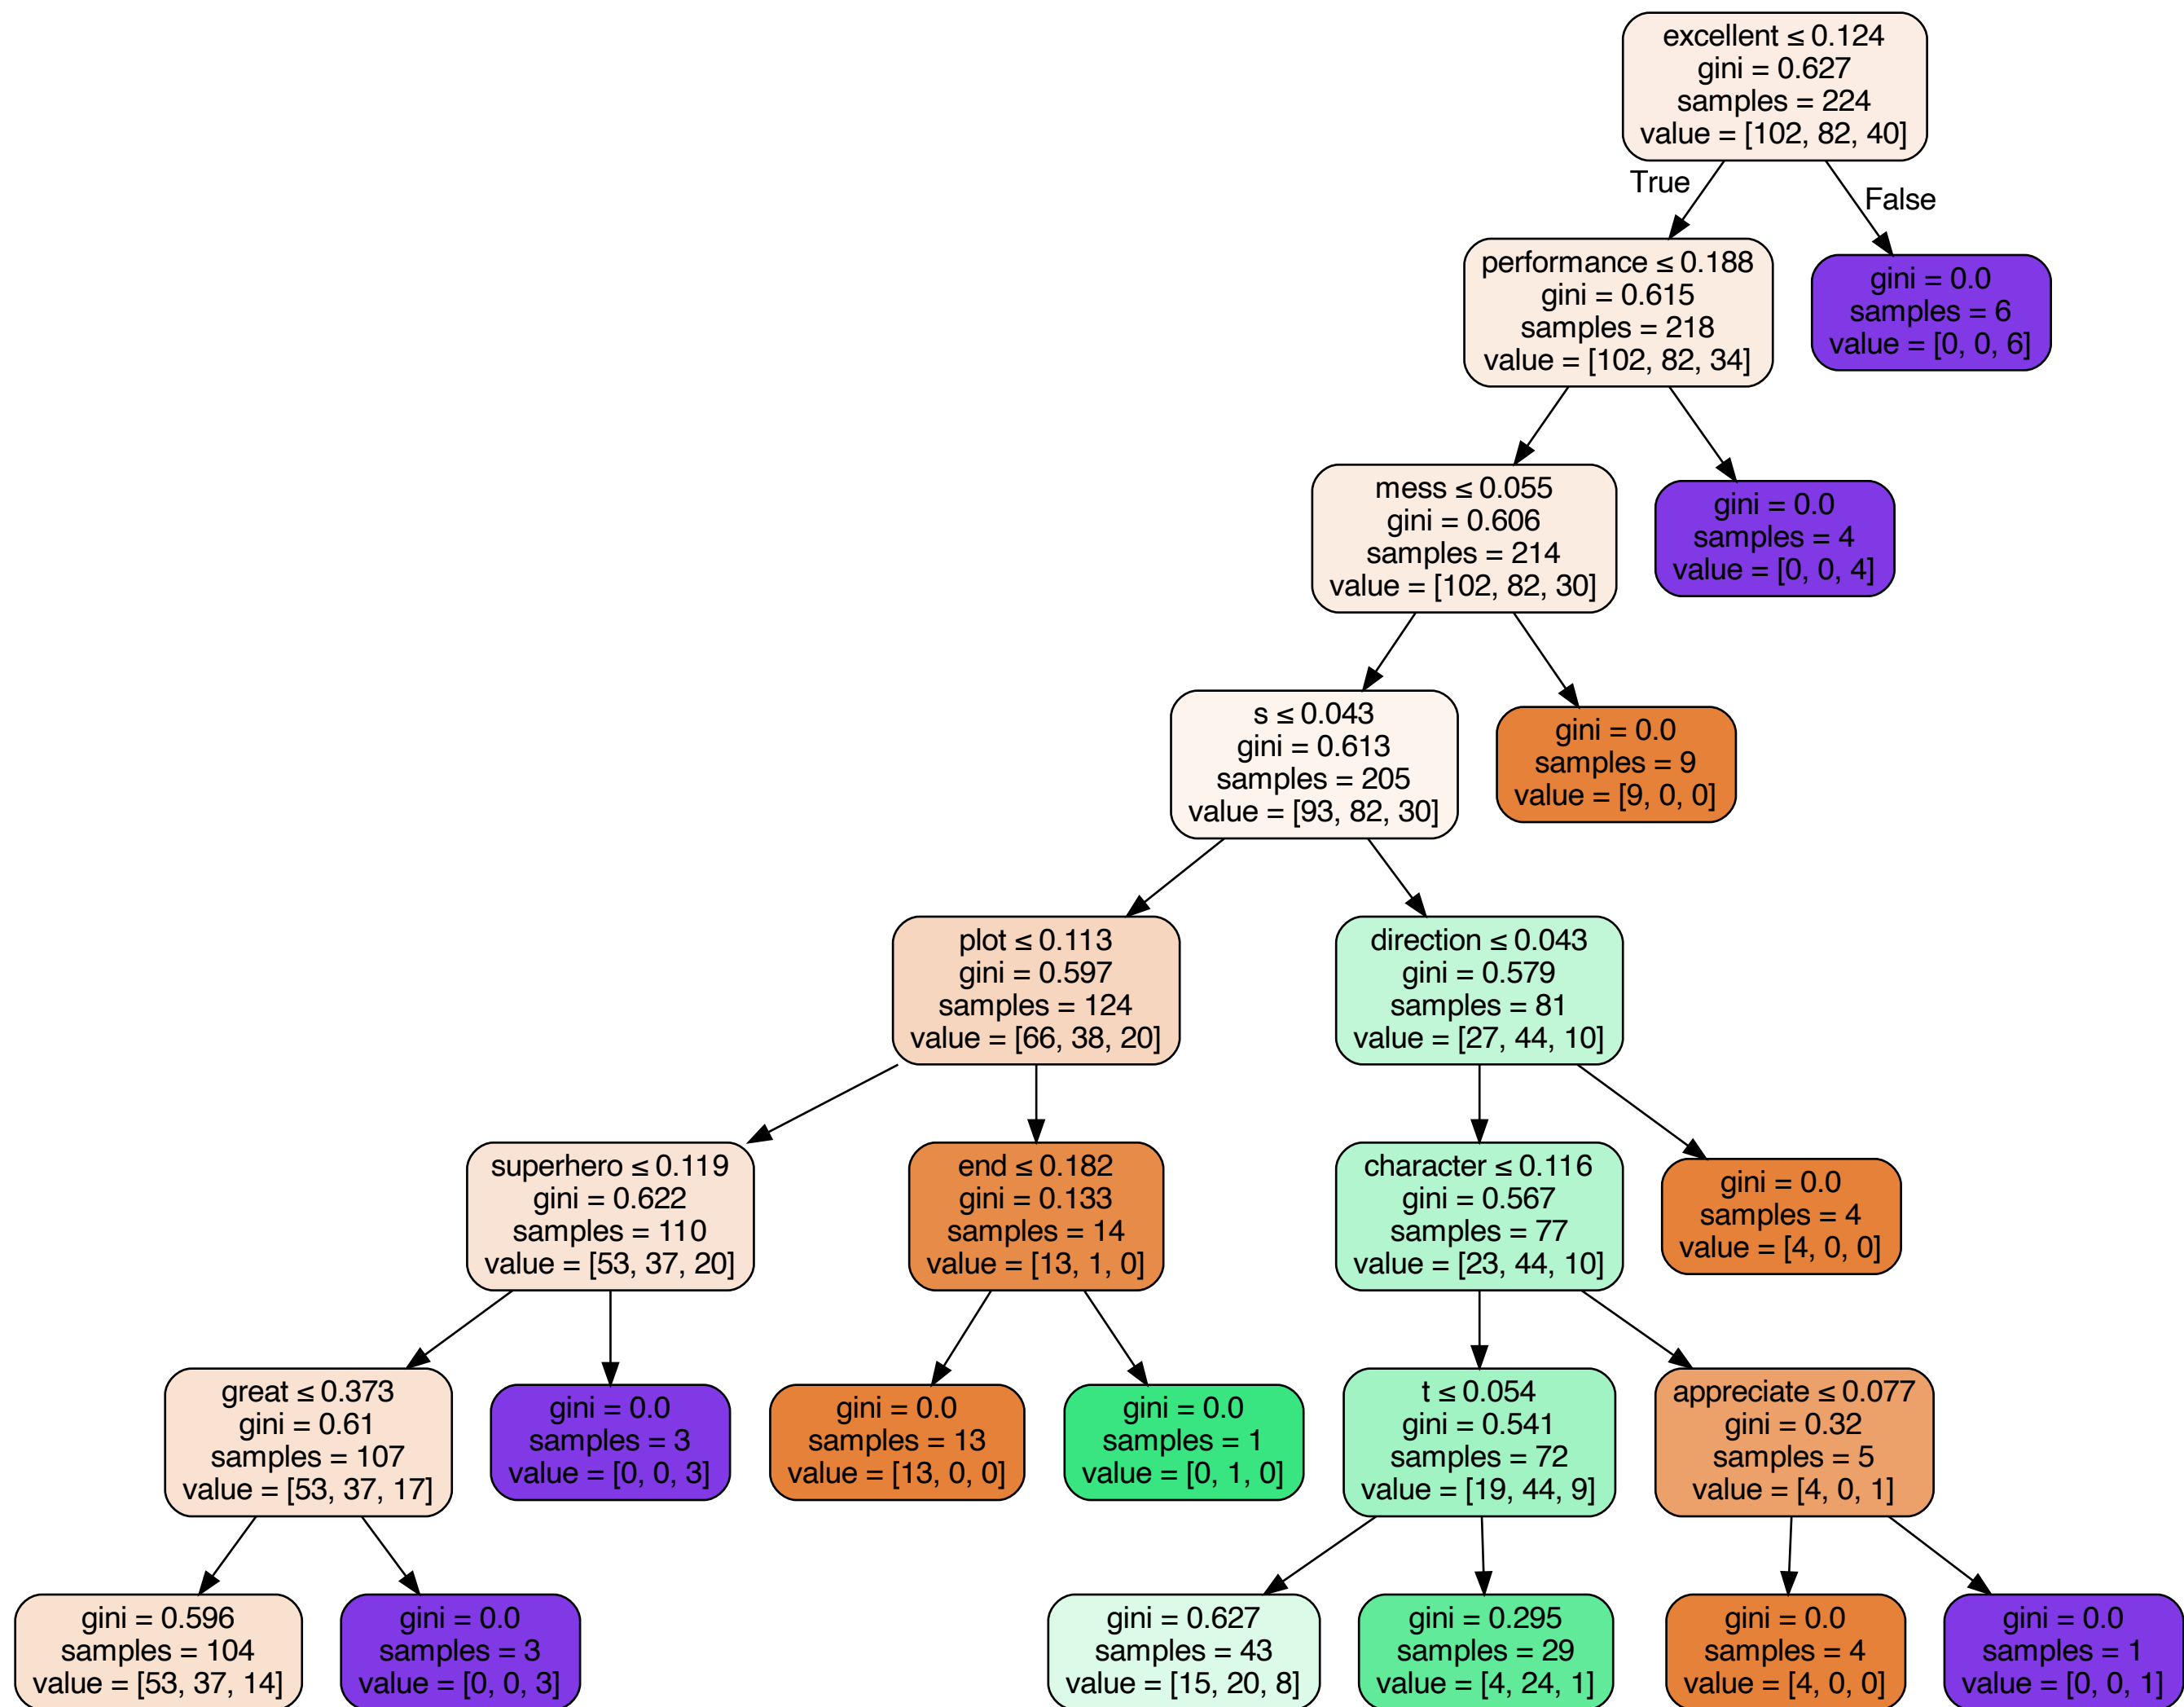 excellent ≤ 0.124
gini = 0.627
samples = 224
value = [102, 82, 40]
True
False
performance ≤ 0.188
gini = 0.615
samples = 218
value = [102, 82, 34]
gini = 0.0
samples = 6
value = [0, 0, 6]
mess ≤ 0.055
gini = 0.606
samples = 214
value = [102, 82, 30]
gini = 0.0
samples = 4
value = [0, 0, 4]
s ≤ 0.043
gini = 0.613
samples = 205
value = [93, 82, 30]
gini = 0.0
samples = 9
value = [9, 0, 0]
plot ≤ 0.113
gini = 0.597
samples = 124
value = [66, 38, 20]
direction ≤ 0.043
gini = 0.579
samples = 81
value = [27, 44, 10]
superhero ≤ 0.119
gini = 0.622
samples = 110
value = [53, 37, 20]
end ≤ 0.182
gini = 0.133
samples = 14
value = [13, 1, 0]
character ≤ 0.116
gini = 0.567
samples = 77
value = [23, 44, 10]
gini = 0.0
samples = 4
value = [4, 0, 0]
great ≤ 0.373
gini = 0.61
samples = 107
value = [53, 37, 17]
gini = 0.0
samples = 3
value = [0, 0, 3]
gini = 0.0
samples = 13
value = [13, 0, 0]
gini = 0.0
samples = 1
value = [0, 1, 0]
t ≤ 0.054
gini = 0.541
samples = 72
value = [19, 44, 9]
appreciate ≤ 0.077
gini = 0.32
samples = 5
value = [4, 0, 1]
gini = 0.596
samples = 104
value = [53, 37, 14]
gini = 0.0
samples = 3
value = [0, 0, 3]
gini = 0.627
samples = 43
value = [15, 20, 8]
gini = 0.295
samples = 29
value = [4, 24, 1]
gini = 0.0
samples = 4
value = [4, 0, 0]
gini = 0.0
samples = 1
value = [0, 0, 1]